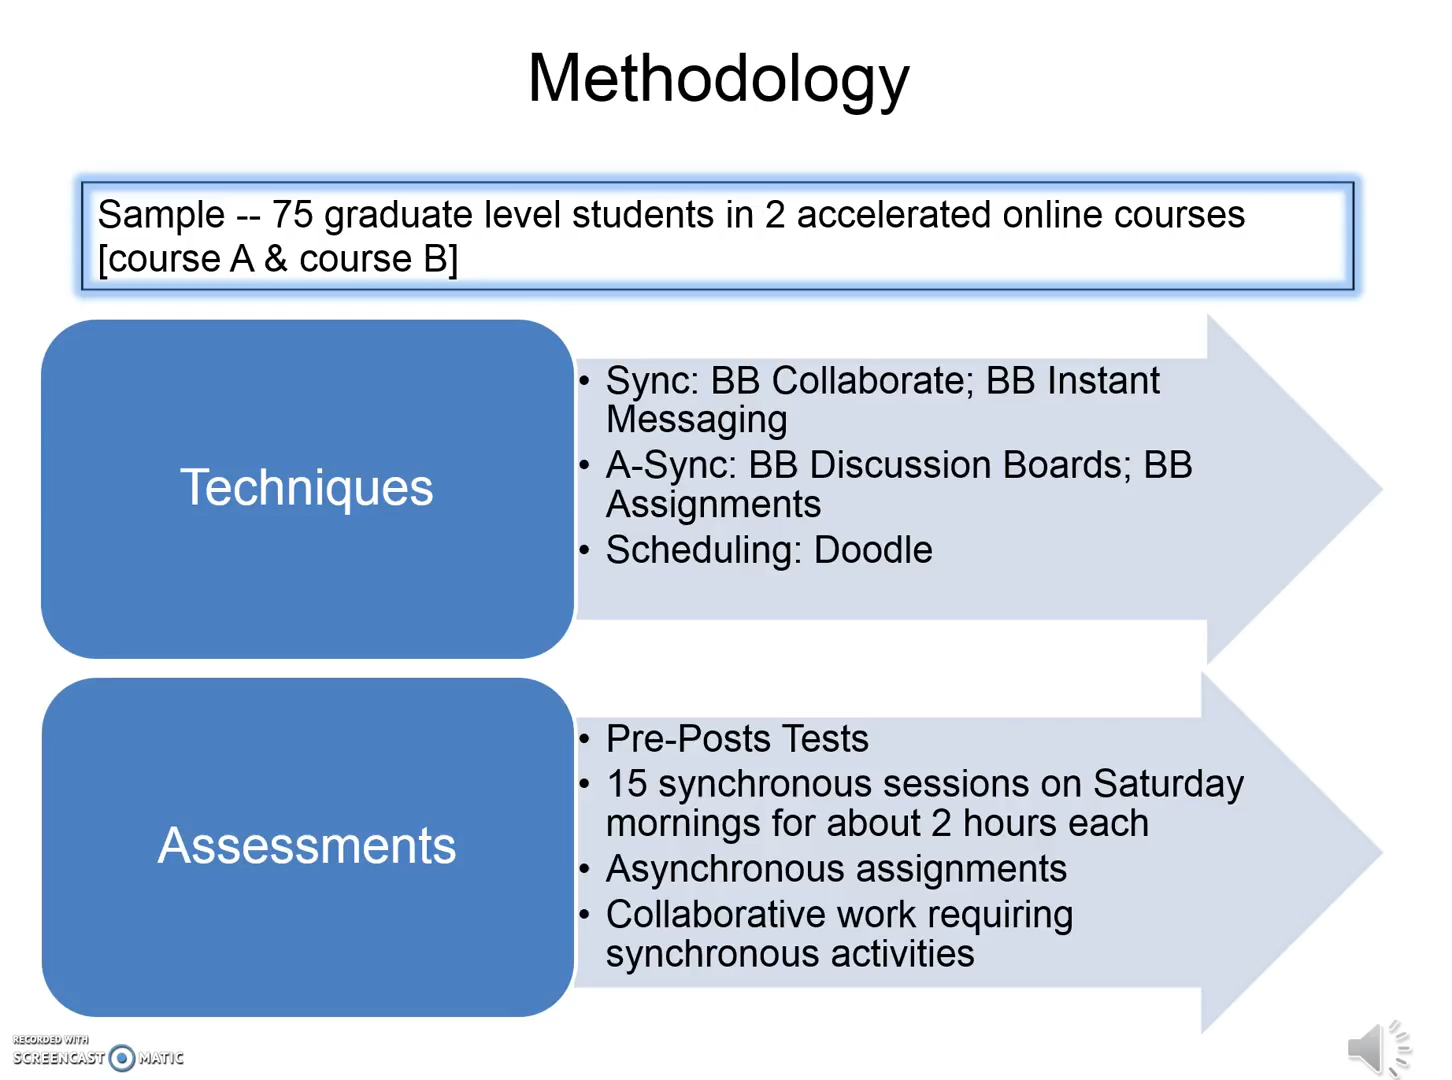 Methodology
Sample -- 75 graduate level students in 2 accelerated online courses
[course A & course B]
Techniques
• Sync: BB Collaborate; BB Instant
Messaging
• A-Sync: BB Discussion Boards; BB
Assignments
• Scheduling: Doodle
Assessments
• Pre-Posts Tests
• 15 synchronous sessions on Saturday
mornings for about 2 hours each
• Asynchronous assignments
• Collaborative work requiring
synchronous activities
RECORDED WITH
SCREENCAST MATIC